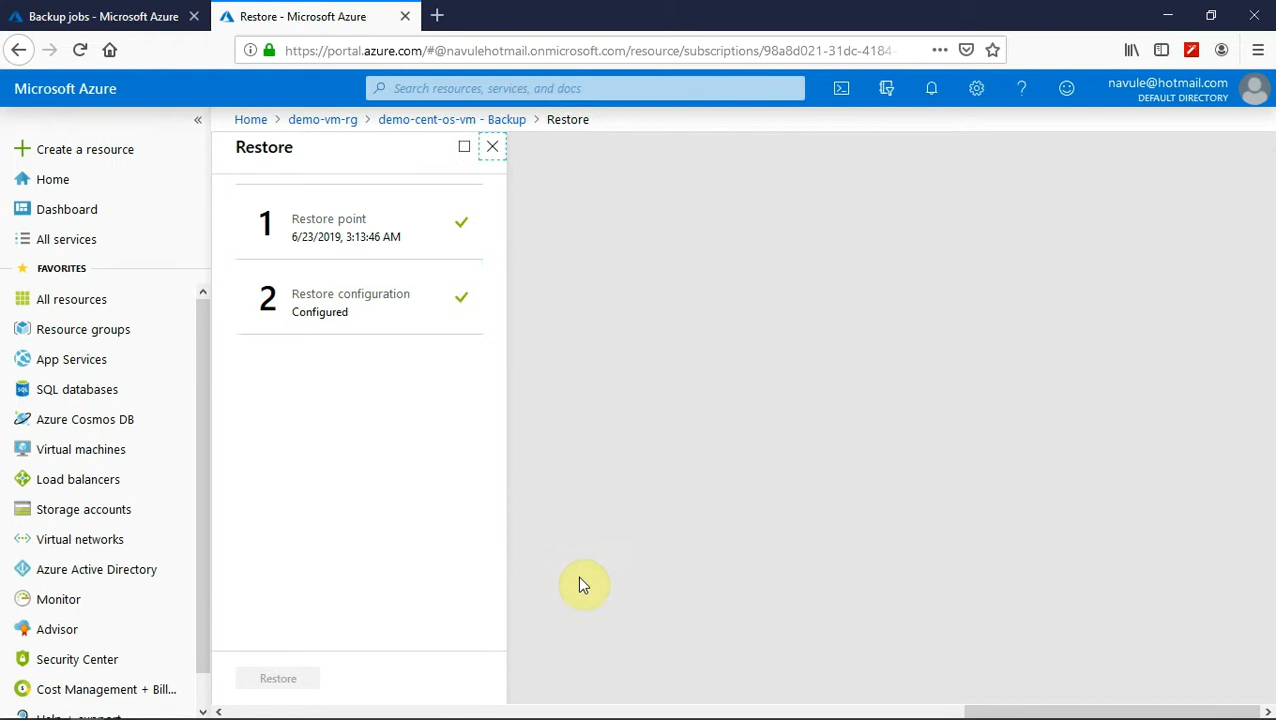 Backup jobs - Microsoft Azure
Restore - Microsoft Azure
https://portal.azure.com/#@navulehotmail.onmicrosoft.com/resource/subscriptions/98a8d021-31dc-4184-
Microsoft Azure
Search resources, services, and docs
navule@hotmail.com
DEFAULT DIRECTORY
Create a resource
Home
Dashboard
All services
FAVORITES
All resources
Resource groups
App Services
SQL databases
Azure Cosmos DB
Virtual machines
Load balancers
Storage accounts
Virtual networks
Azure Active Directory
Monitor
Advisor
Security Center
Cost Management + Bill...
Help + support
Home > demo-vm-rg > demo-cent-os-vm - Backup > Restore
Restore
1
Restore point
6/23/2019, 3:13:46 AM
2
Restore configuration
Configured
Restore